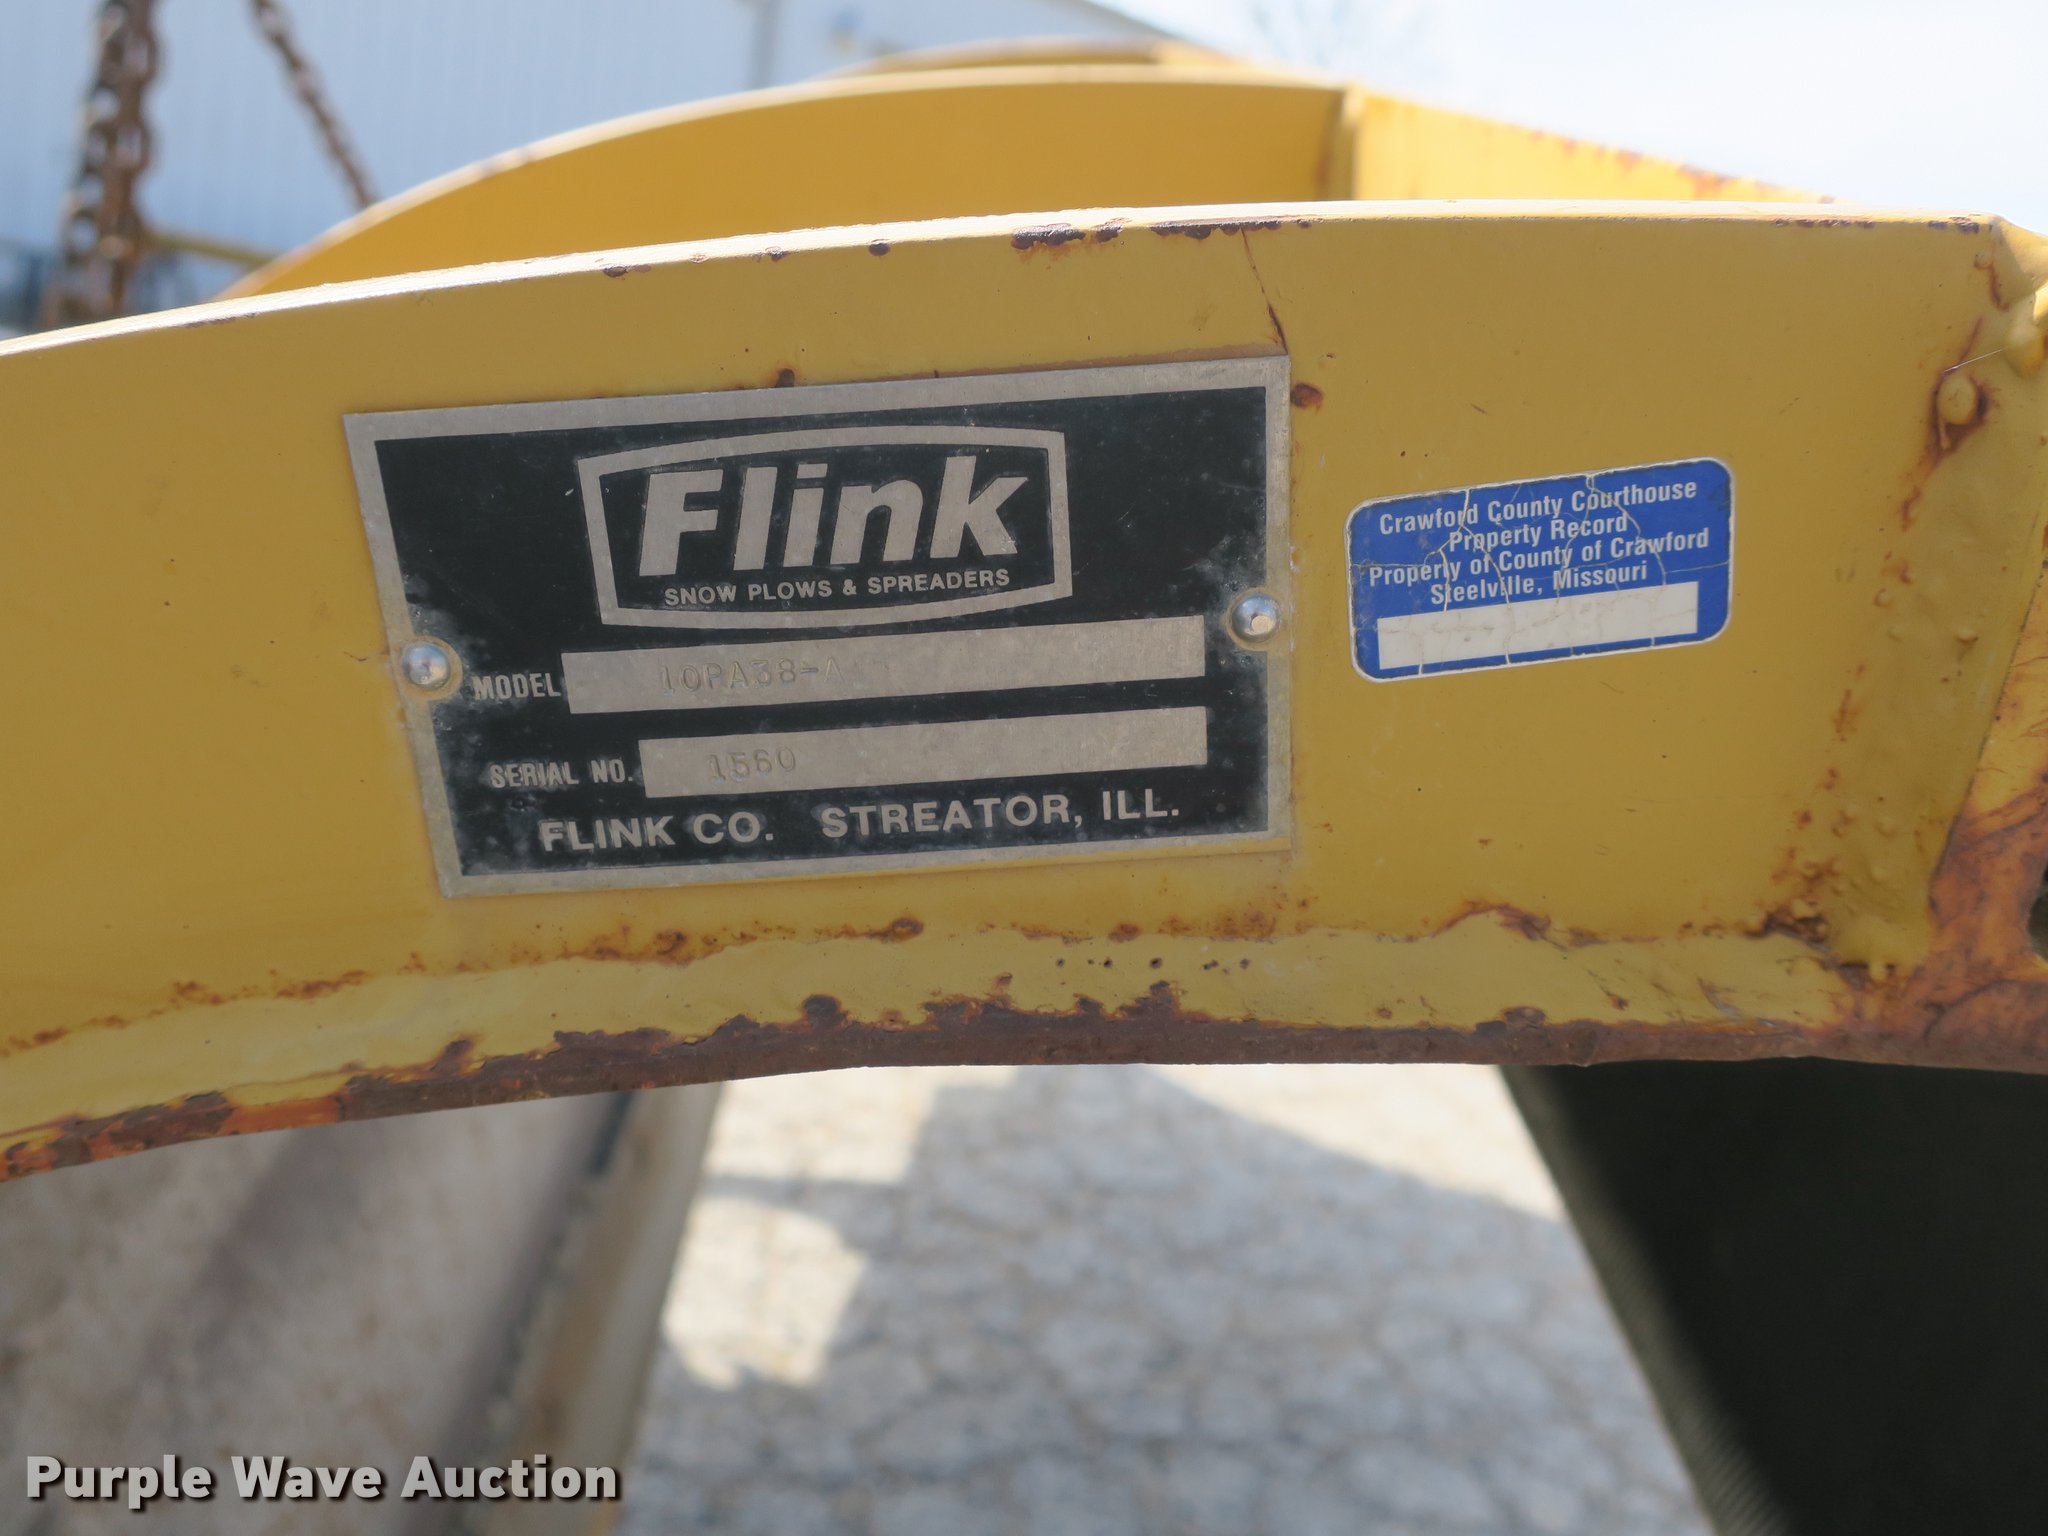 Flink
SNOW PLOWS & SPREADERS
MODEL 10PA38-A
SERIAL NO. 1560
FLINK CO. STREATOR, ILL.
Crawford County Courthouse
Property Record
Property of County of Crawford
Steelville, Missouri
Purple Wave Auction